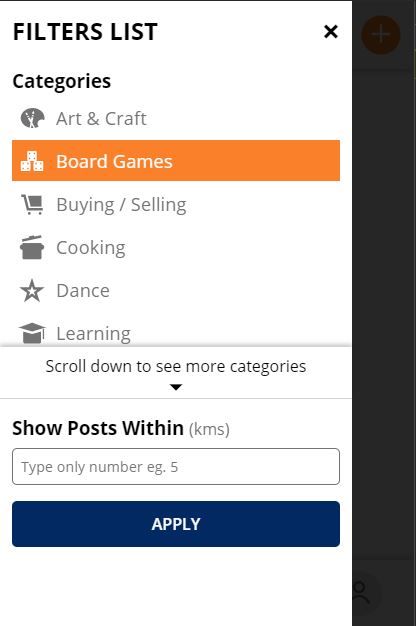 FILTERS LIST
Categories
Art & Craft
Board Games
Buying / Selling
Cooking
Dance
Learning
Scroll down to see more categories
Show Posts Within (kms)
Type only number eg. 5
APPLY